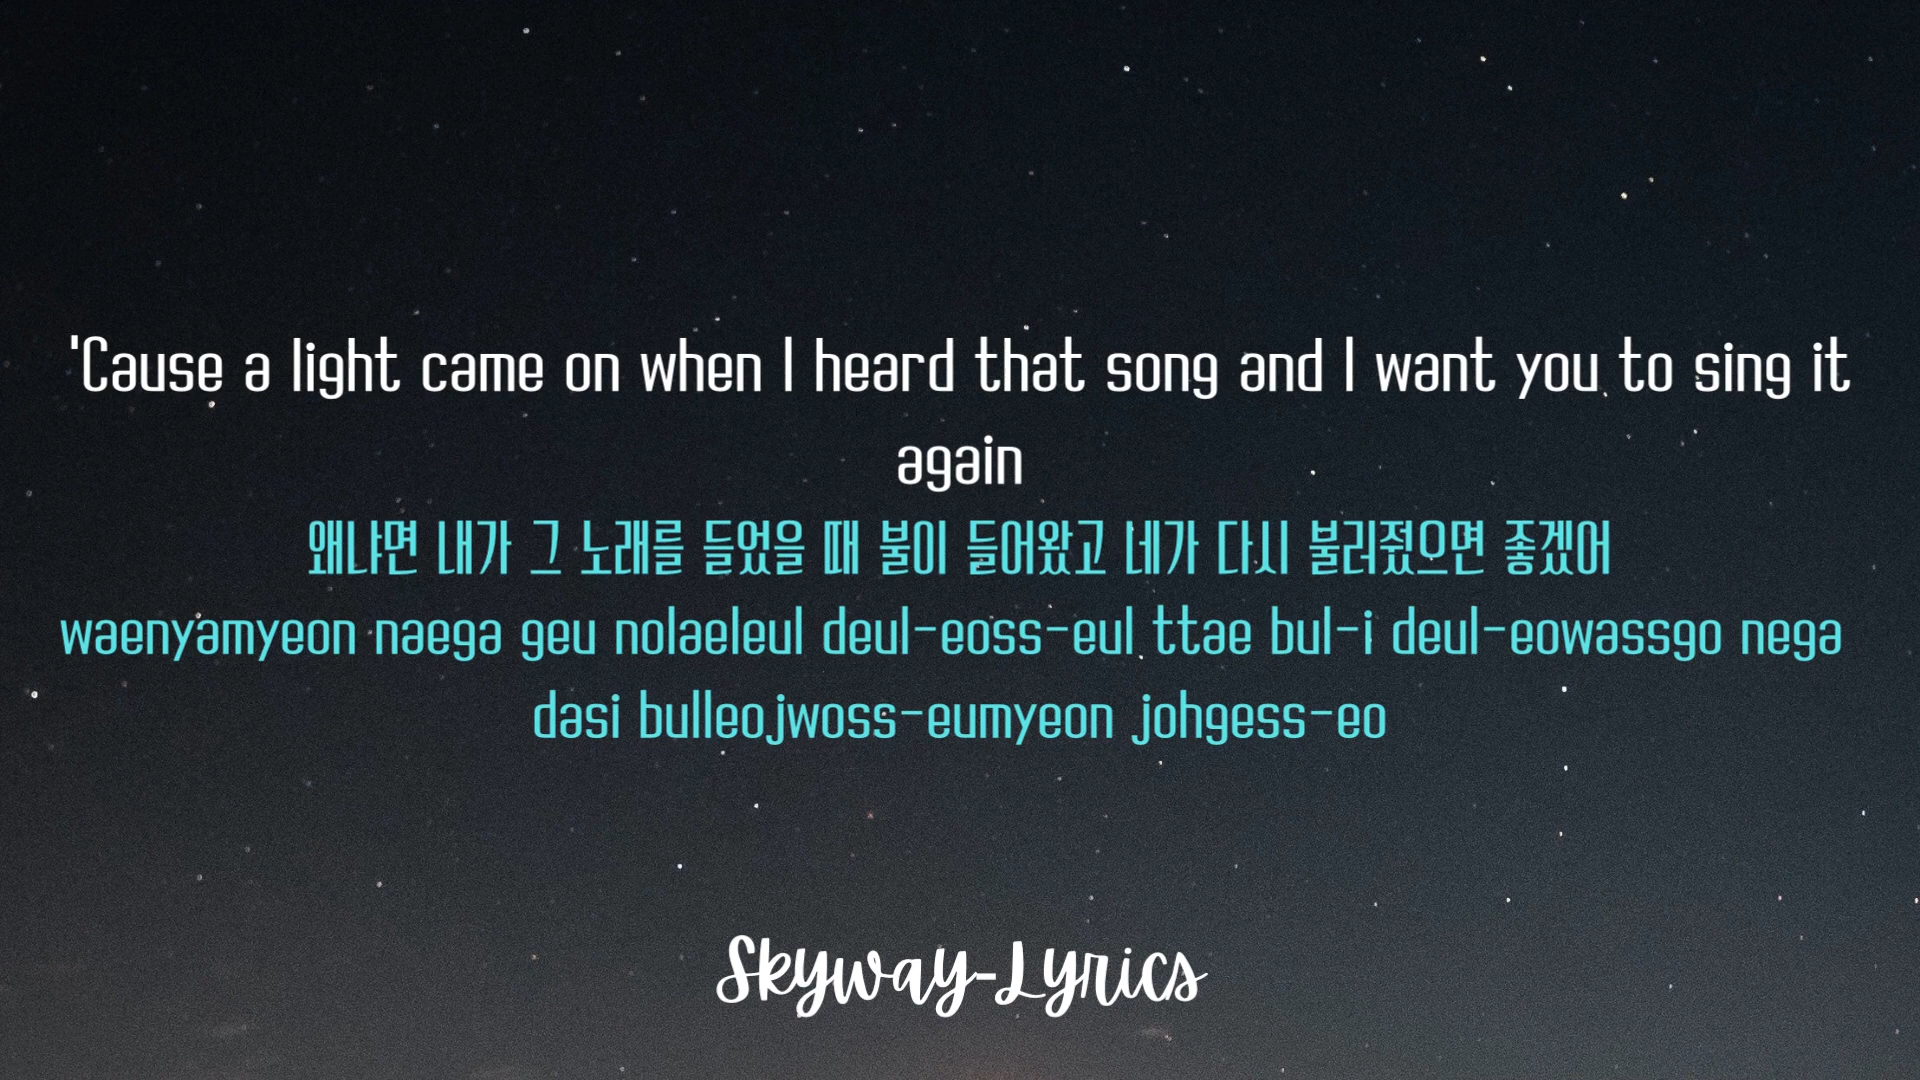 'Cause a light came on when I heard that song and I want you to sing it
again
왜냐면 내가 그 노래를 들었을 때 불이 들어왔고 네가 다시 불러줬으면 좋겠어
waenyamyeon naega geu nolaeleul deul-eoss-eul ttae bul-i deul-eowassgo nega
dasi bulleojwoss-eumyeon johgess-eo
Skyway-Lyrics